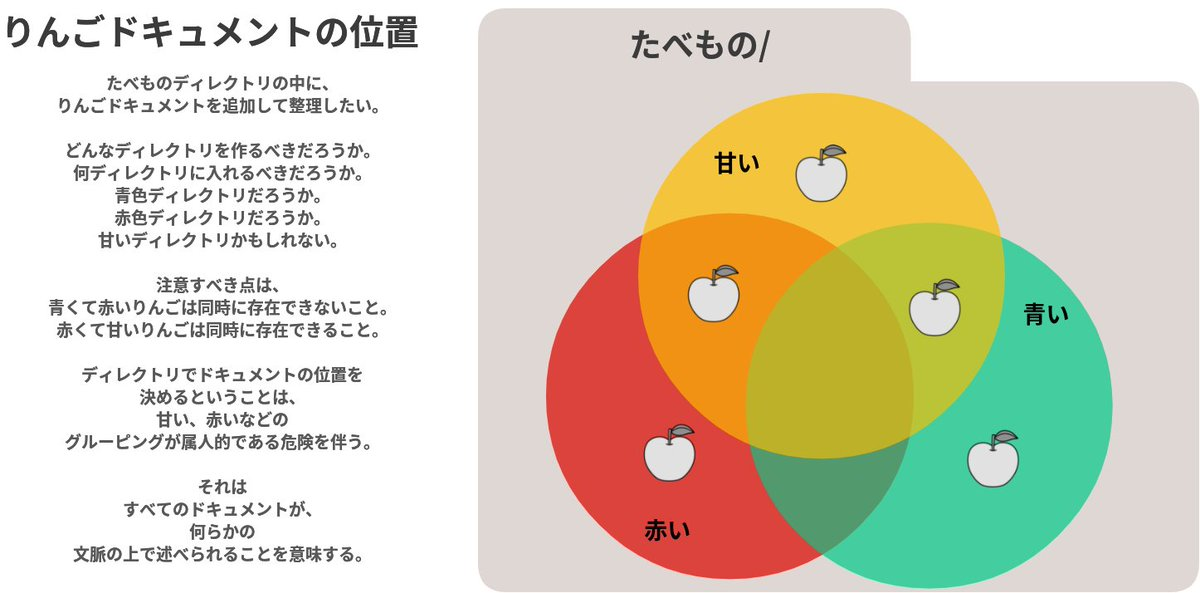 りんごドキュメントの位置
たべものディレクトリの中に、
りんごドキュメントを追加して整理したい。
どんなディレクトリを作るべきだろうか。
何ディレクトリに入れるべきだろうか。
青色ディレクトリだろうか。
赤色ディレクトリだろうか。
甘いディレクトリかもしれない。
注意すべき点は、
青くて赤いりんごは同時に存在できないこと。
赤くて甘いりんごは同時に存在できること。
ディレクトリでドキュメントの位置を
決めるということは、
甘い、赤いなどの
グルーピングが属人的である危険を伴う。
それは
すべてのドキュメントが、
何らかの
文脈の上で述べられることを意味する。
たべもの/
甘い
青い
赤い